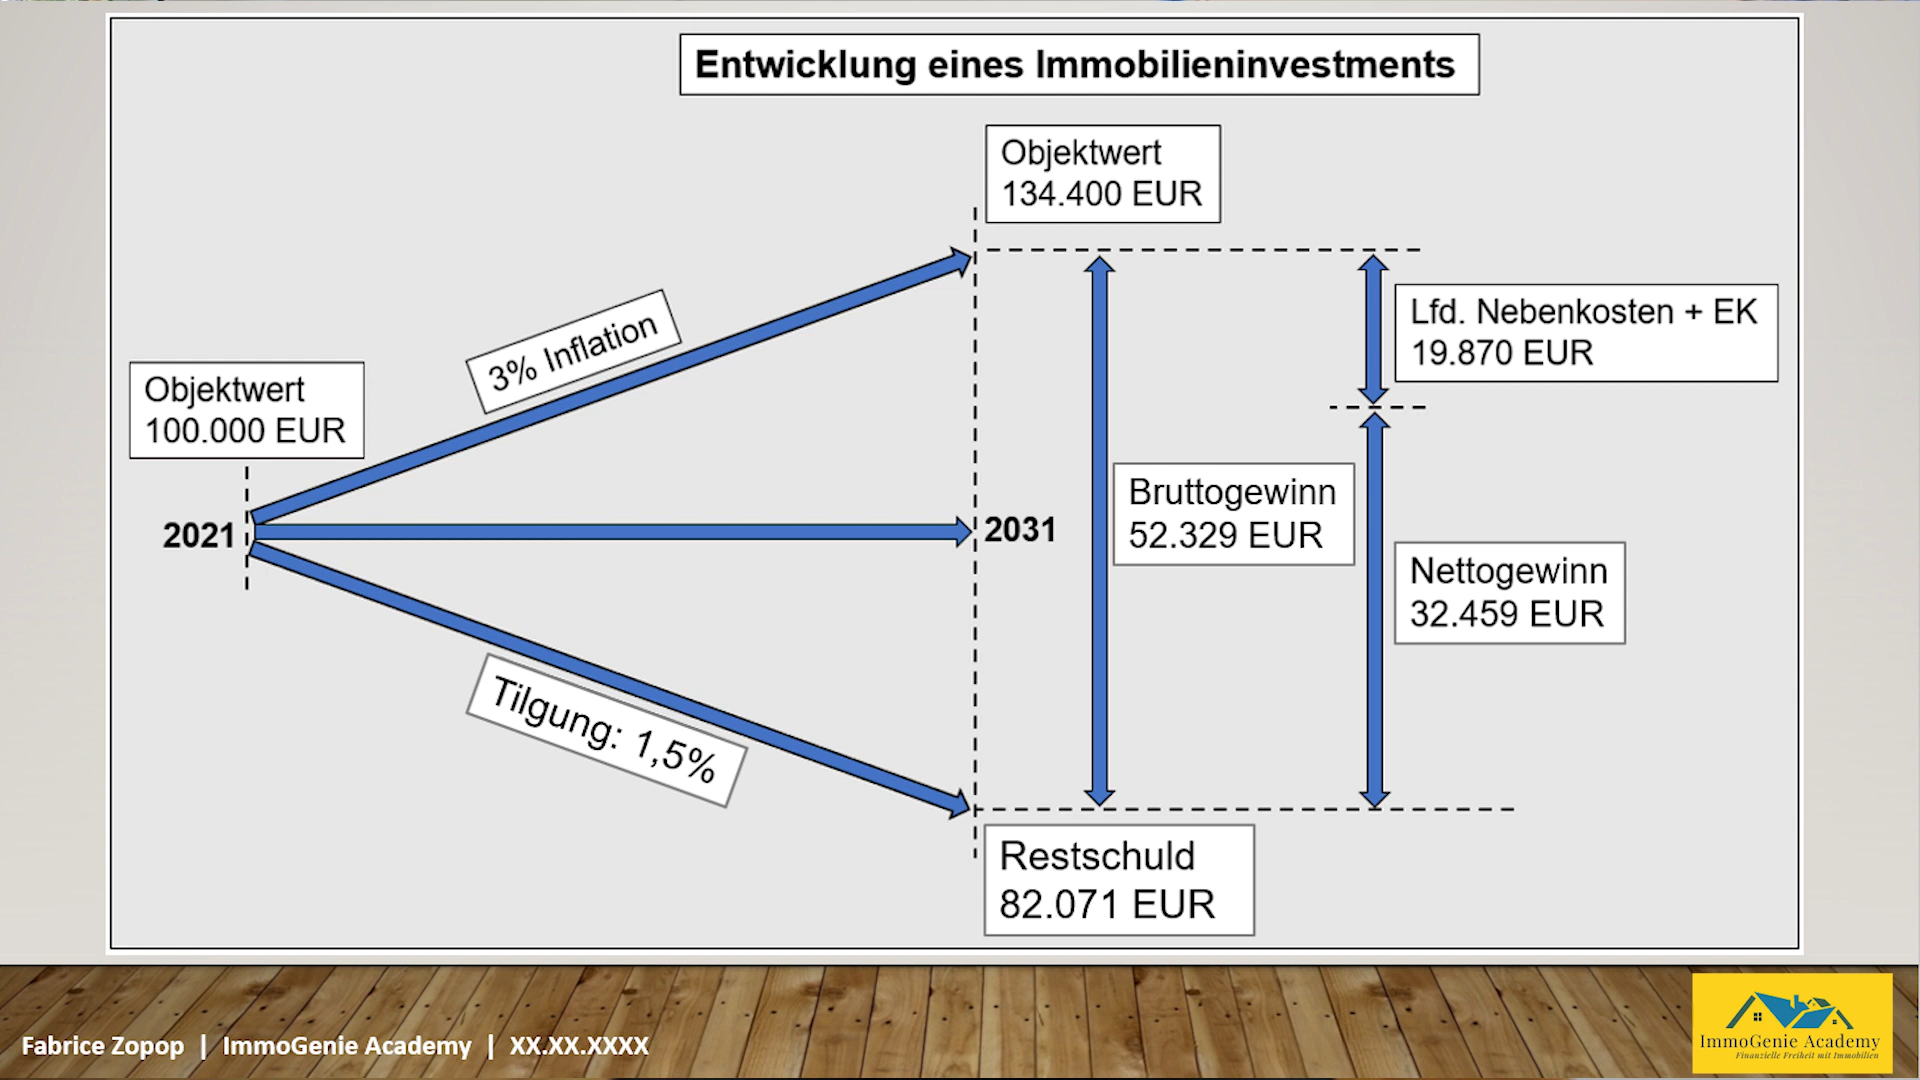 Entwicklung eines Immobilieninvestments
Objektwert
134.400 EUR
3% Inflation
Lfd. Nebenkosten + EK
19.870 EUR
Objektwert
100.000 EUR
2021
2031
Bruttogewinn
52.329 EUR
Nettogewinn
32.459 EUR
Tilgung: 1,5%
Restschuld
82.071 EUR
Fabrice Zopop | ImmoGenie Academy | XX.XX.XXXX
ImmoGenie Academy
Finanzielle Freiheit mit Immobilien